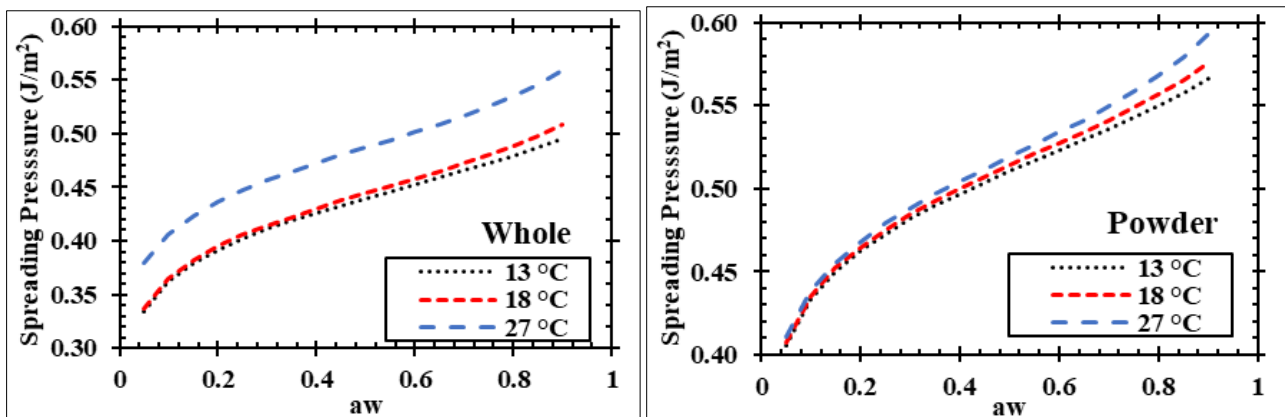 Spreading Presssure (J/m²)
0.60
0.55
0.50
0.45
0.40
0.35
0.30
0
0.2
0.4
0.6
0.8
1
aw
Whole
13 °C
18 °C
27 °C
Spreading Pressure (J/m²)
0.60
0.55
0.50
0.45
0.40
0
0.2
0.4
0.6
0.8
1
aw
Powder
13 °C
18 °C
27 °C